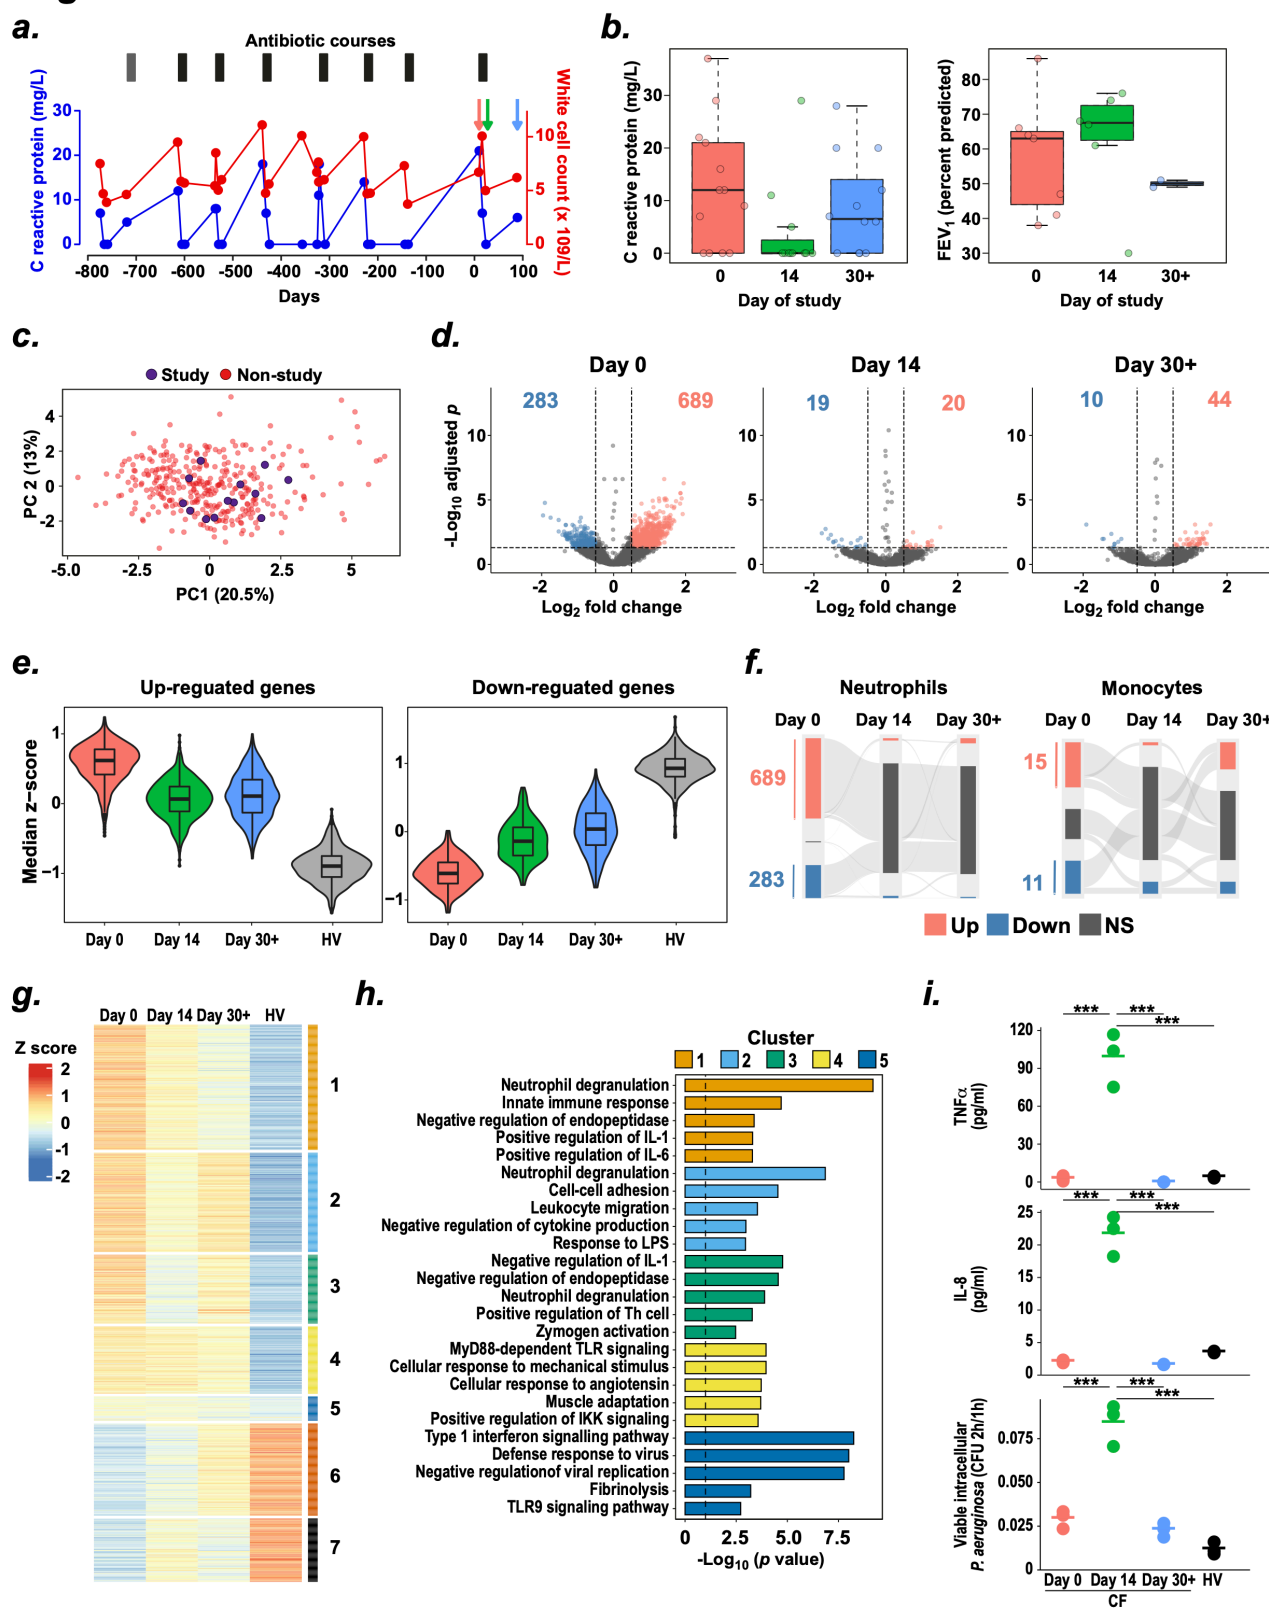 a.
Antibiotic courses
C reactive protein (mg/L)
30
20
10
0
White cell count (x 109/L)
10
5
0
-800 -700 -600 -500 -400 -300 -200 -100 0 100
Days
b.
C reactive protein (mg/L)
30
20
10
0
0 14 30+
Day of study
FEV1 (percent predicted)
80
70
60
50
40
30
0 14 30+
Day of study
c.
Study Non-study
PC 2 (13%)
4
2
0
-2
-5.0 -2.5 0 2.5 5
PC1 (20.5%)
d.
-Log10 adjusted p
Day 0
283 689
10
5
0
-2 0 2
Log2 fold change
Day 14
19 20
10
5
0
-2 0 2
Log2 fold change
Day 30+
10 44
10
5
0
-2 0 2
Log2 fold change
e.
Median z-score
Up-reguated genes
1
0
−1
Day 0 Day 14 Day 30+ HV
Down-reguated genes
1
0
−1
Day 0 Day 14 Day 30+ HV
f.
Neutrophils
Day 0 Day 14 Day 30+
689
283
Monocytes
Day 0 Day 14 Day 30+
15
11
Up Down NS
g.
Day 0 Day 14 Day 30+ HV
Z score
2
1
0
-1
-2
1
2
3
4
5
6
7
h.
Cluster
1 2 3 4 5
Neutrophil degranulation
Innate immune response
Negative regulation of endopeptidase
Positive regulation of IL-1
Positive regulation of IL-6
Neutrophil degranulation
Cell-cell adhesion
Leukocyte migration
Negative regulation of cytokine production
Response to LPS
Negative regulation of IL-1
Negative regulation of endopeptidase
Neutrophil degranulation
Positive regulation of Th cell
Zymogen activation
MyD88-dependent TLR signaling
Cellular response to mechanical stimulus
Cellular response to angiotensin
Muscle adaptation
Positive regulation of IKK signaling
Type 1 interferon signalling pathway
Defense response to virus
Negative regulationof viral replication
Fibrinolysis
TLR9 signaling pathway
0 2.5 5.0 7.5
-Log10 (p value)
i.
*** ***
***
TNFα
(pg/ml)
120
90
60
30
0
*** ***
***
IL-8
(pg/ml)
25
20
15
10
5
0
*** ***
***
Viable intracellular
P. aeruginosa (CFU 2h/1h)
0.075
0.050
0.025
0
Day 0 Day 14 Day 30+ HV
CF